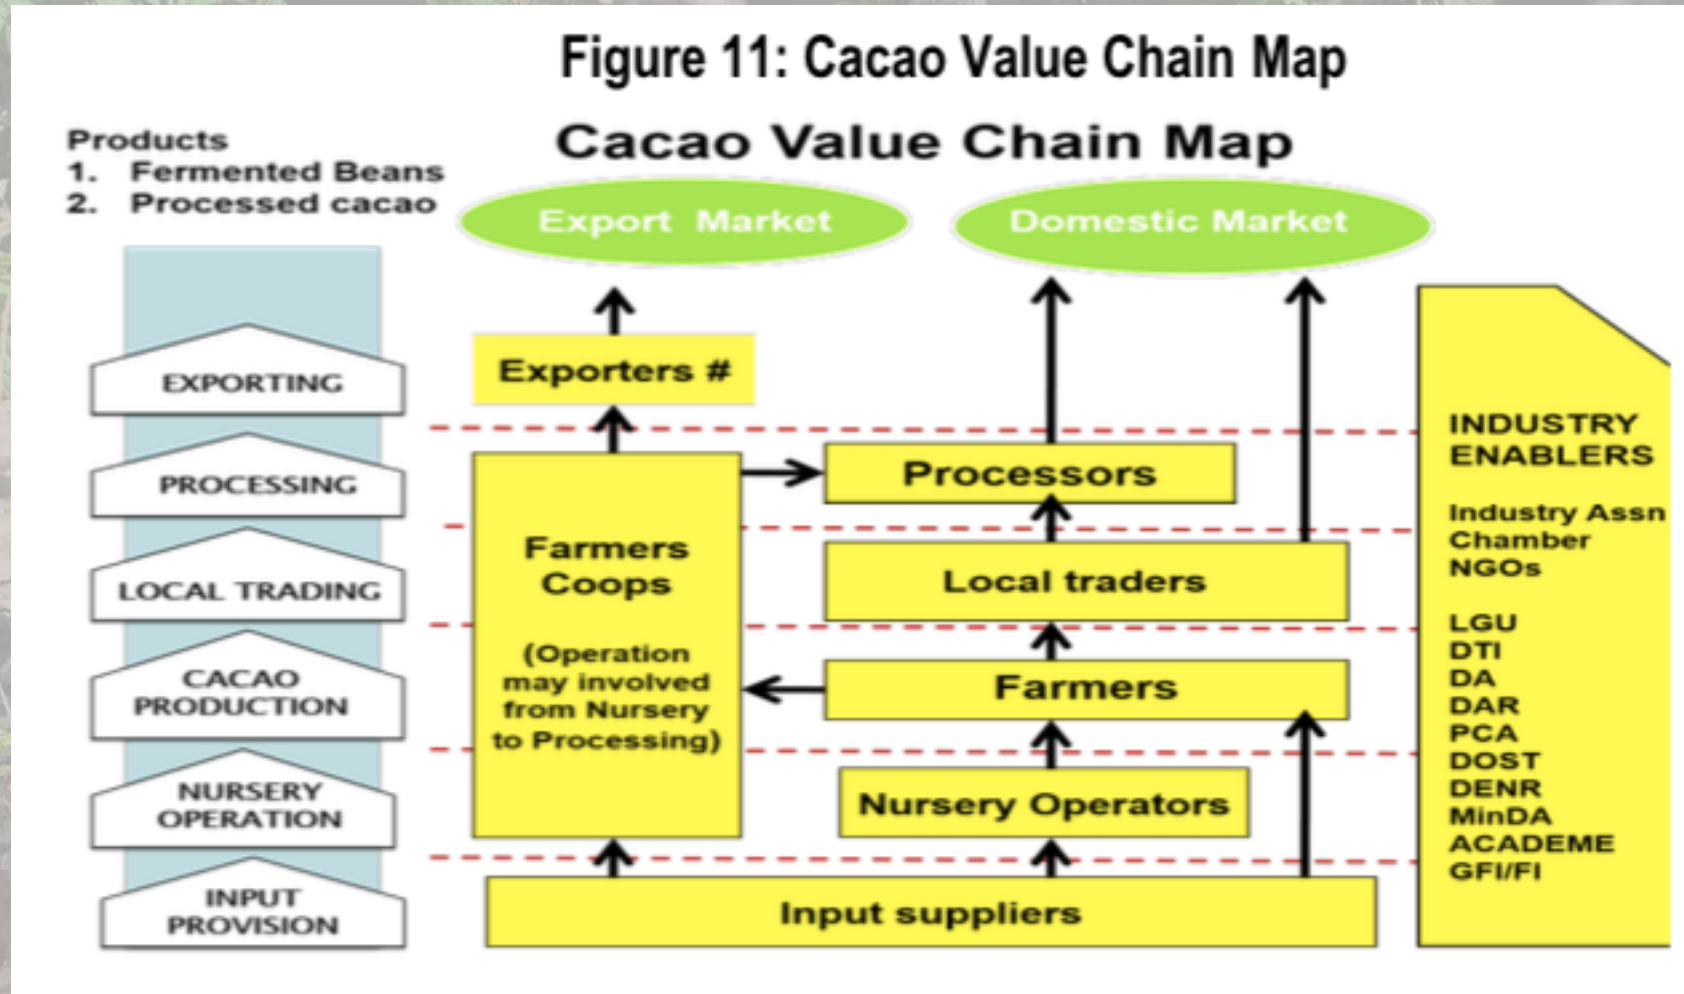 Figure 11: Cacao Value Chain Map
Cacao Value Chain Map
Products
1. Fermented Beans
2. Processed cacao
Export Market
Domestic Market
EXPORTING
PROCESSING
LOCAL TRADING
CACAO
PRODUCTION
NURSERY
OPERATION
INPUT
PROVISION
Exporters #
Farmers
Coops
(Operation
may involved
from Nursery
to Processing)
Processors
Local traders
Farmers
Nursery Operators
Input suppliers
INDUSTRY
ENABLERS
Industry Assn
Chamber
NGOs
LGU
DTI
DA
DAR
PCA
DOST
DENR
MinDA
ACADEME
GFI/FI